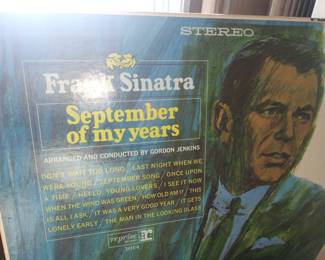 STEREO
Frank Sinatra
September
of my years
ARRANGED AND CONDUCTED BY GORDON JENKINS
DON'T WAIT TOO LONG / LAST NIGHT WHEN WE
WERE YOUNG / SEPTEMBER SONG / ONCE UPON
A TIME / HELLO, YOUNG LOVERS / I SEE IT NOW
WHEN THE WIND WAS GREEN / HOW OLD AM I? / THIS
IS ALL I ASK / IT WAS A VERY GOOD YEAR / IT GETS
LONELY EARLY / THE MAN IN THE LOOKING GLASS
reprise